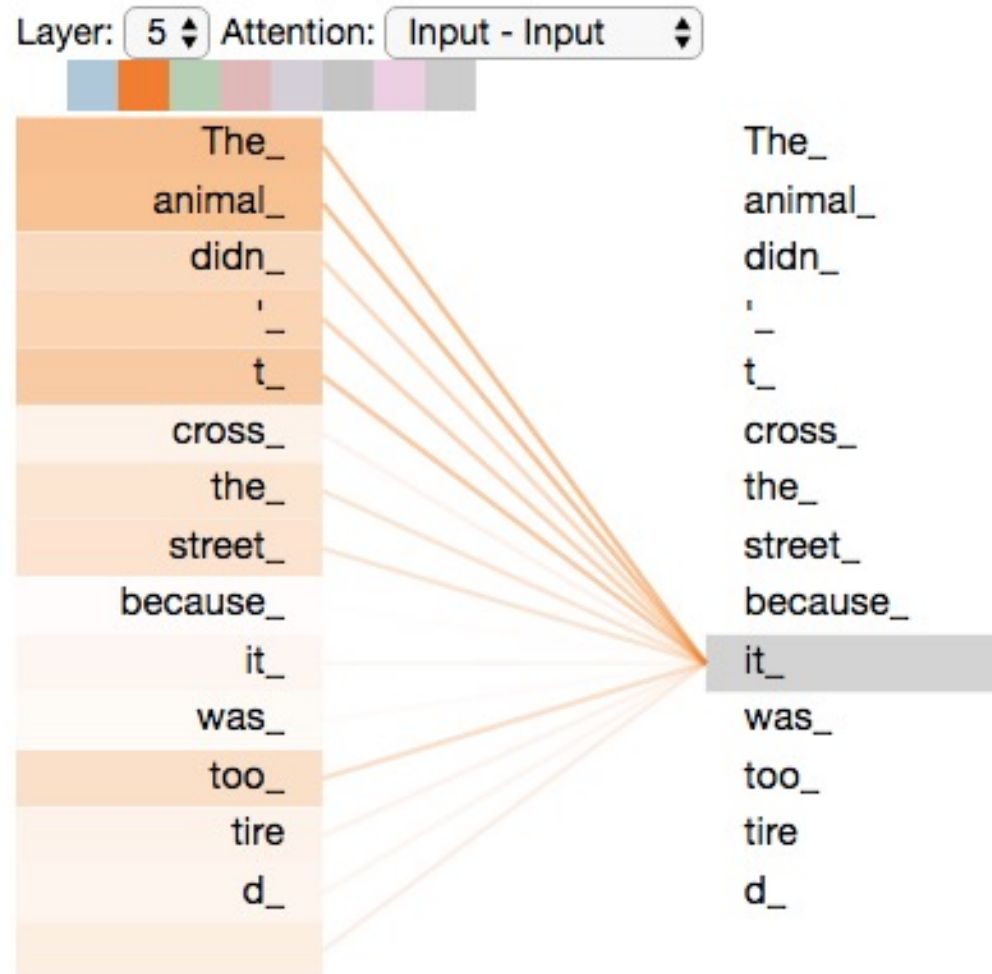 Layer: 5 Attention: Input - Input
The_ The_
animal_ animal_
didn_ didn_
'_ '_
t_ t_
cross_ cross_
the_ the_
street_ street_
because_ because_
it_ it_
was_ was_
too_ too_
tire tire
d_ d_